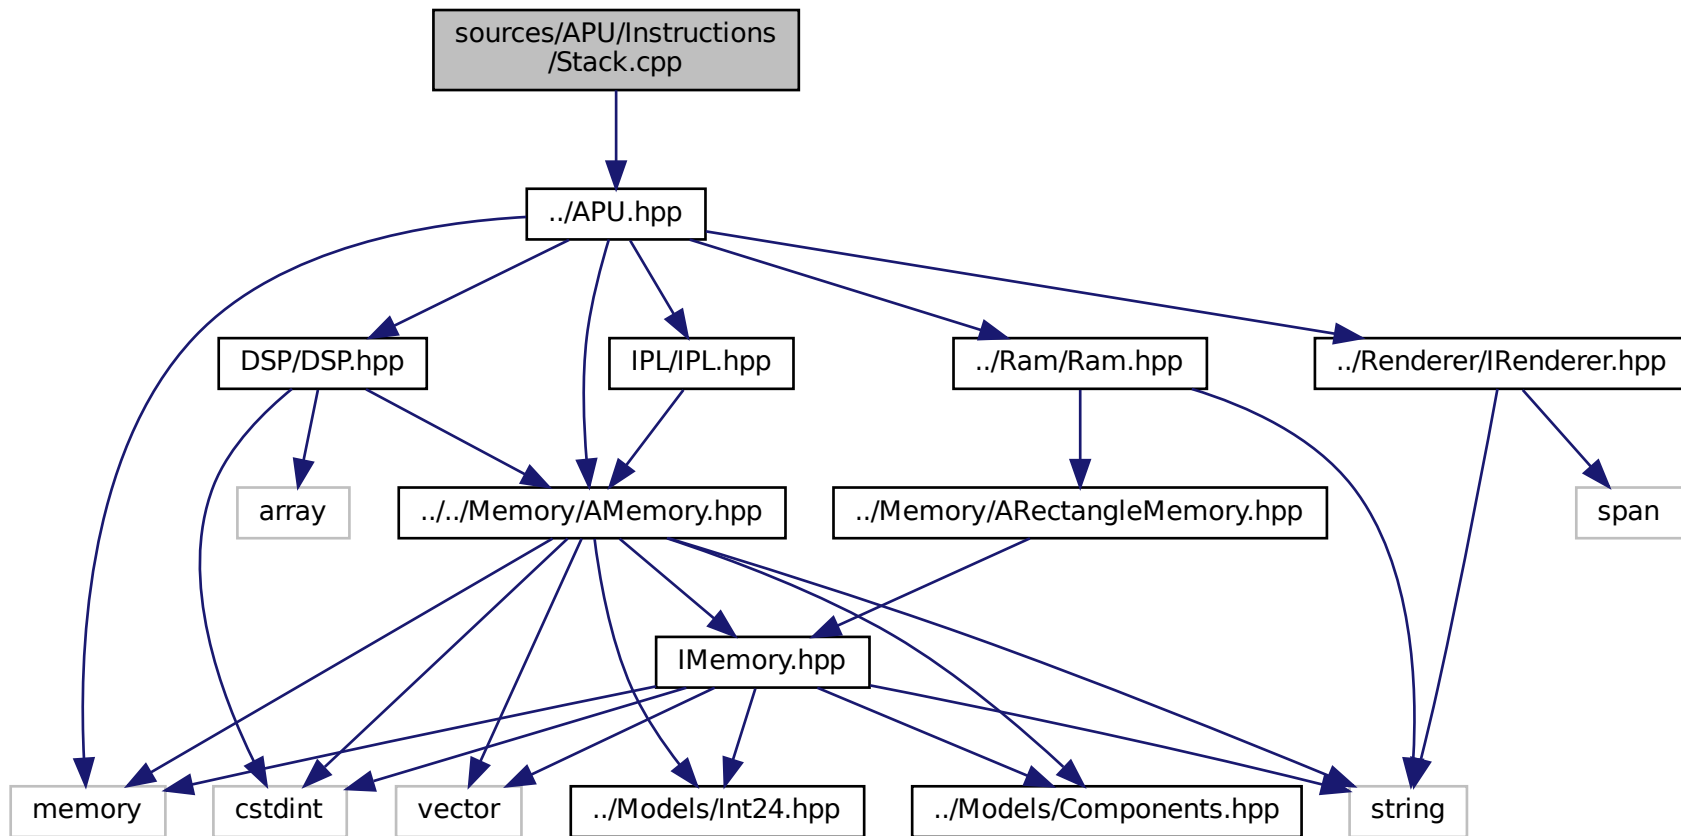 sources/APU/Instructions
/Stack.cpp
../APU.hpp
DSP/DSP.hpp
IPL/IPL.hpp
../Ram/Ram.hpp
../Renderer/IRenderer.hpp
array
../../Memory/AMemory.hpp
../Memory/ARectangleMemory.hpp
span
IMemory.hpp
memory
cstdint
vector
../Models/Int24.hpp
../Models/Components.hpp
string